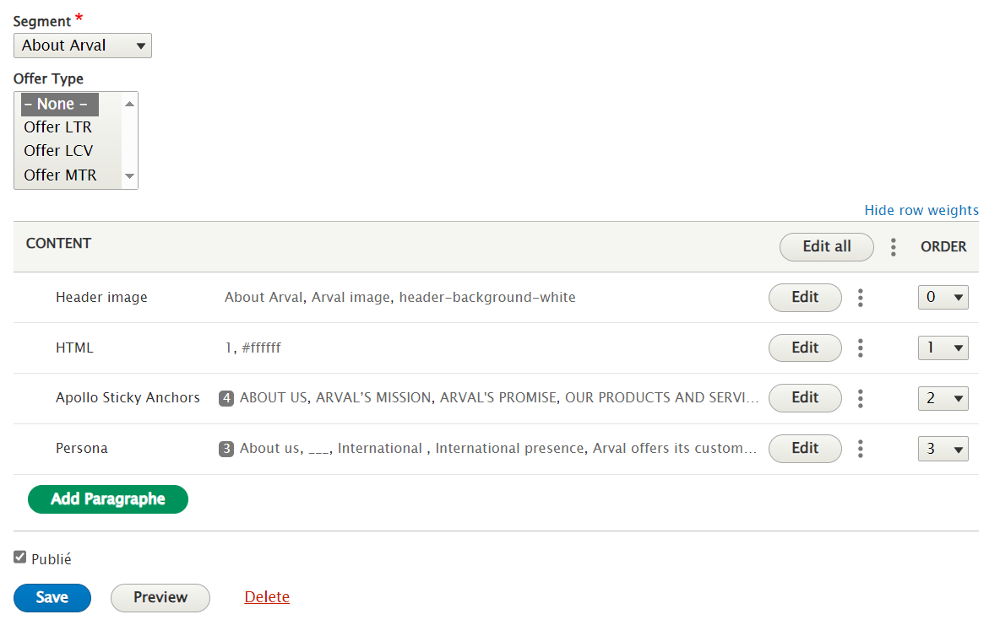 Segment *
About Arval
Offer Type
– None –
Offer LTR
Offer LCV
Offer MTR
Hide row weights
CONTENT Edit all ORDER
Header image About Arval, Arval image, header-background-white Edit 0
HTML 1, #ffffff Edit 1
Apollo Sticky Anchors 4 ABOUT US, ARVAL’S MISSION, ARVAL'S PROMISE, OUR PRODUCTS AND SERVI... Edit 2
Persona 3 About us, ___, International , International presence, Arval offers its custom... Edit 3
Add Paragraphe
Publié
Save Preview Delete